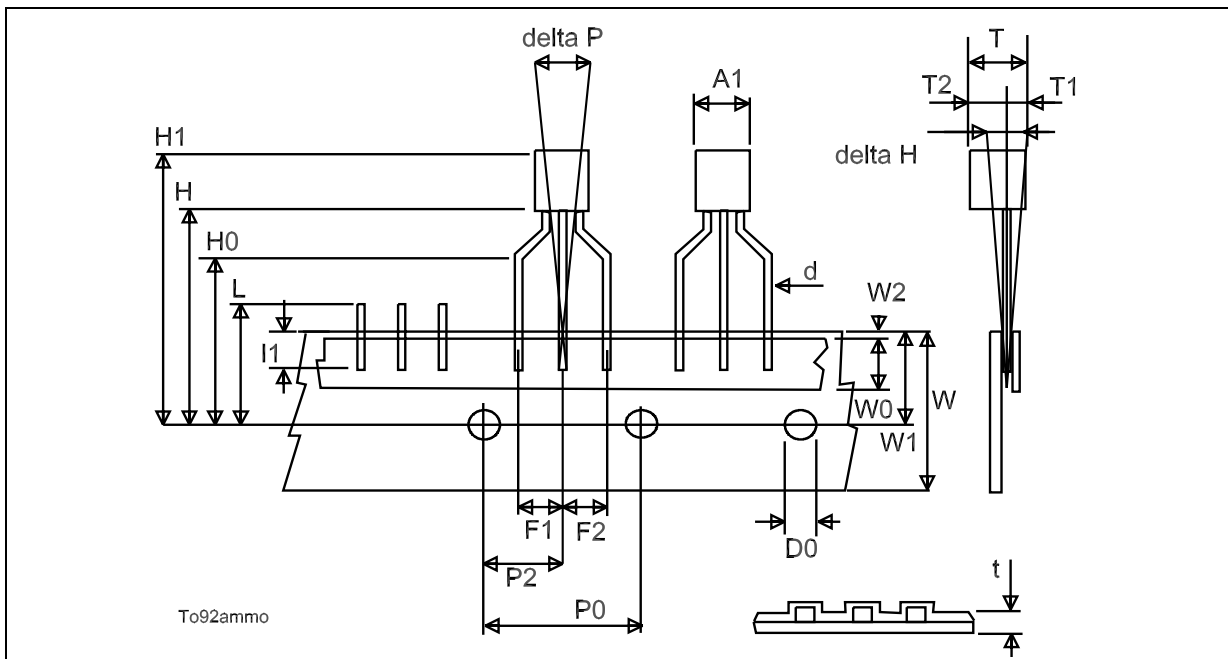 delta P
T
A1
T2
T1
H1
delta H
H
H0
d
L
W2
I1
W
W0
W1
F1
F2
D0
P2
t
P0
To92ammo